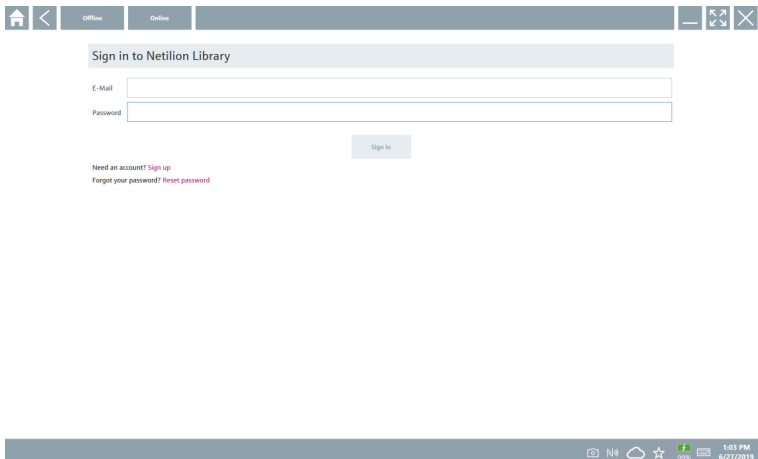 Offline Online
Sign in to Netilion Library
E-Mail
Password
Sign in
Need an account? Sign up
Forgot your password? Reset password
1:03 PM
99% 6/27/2019